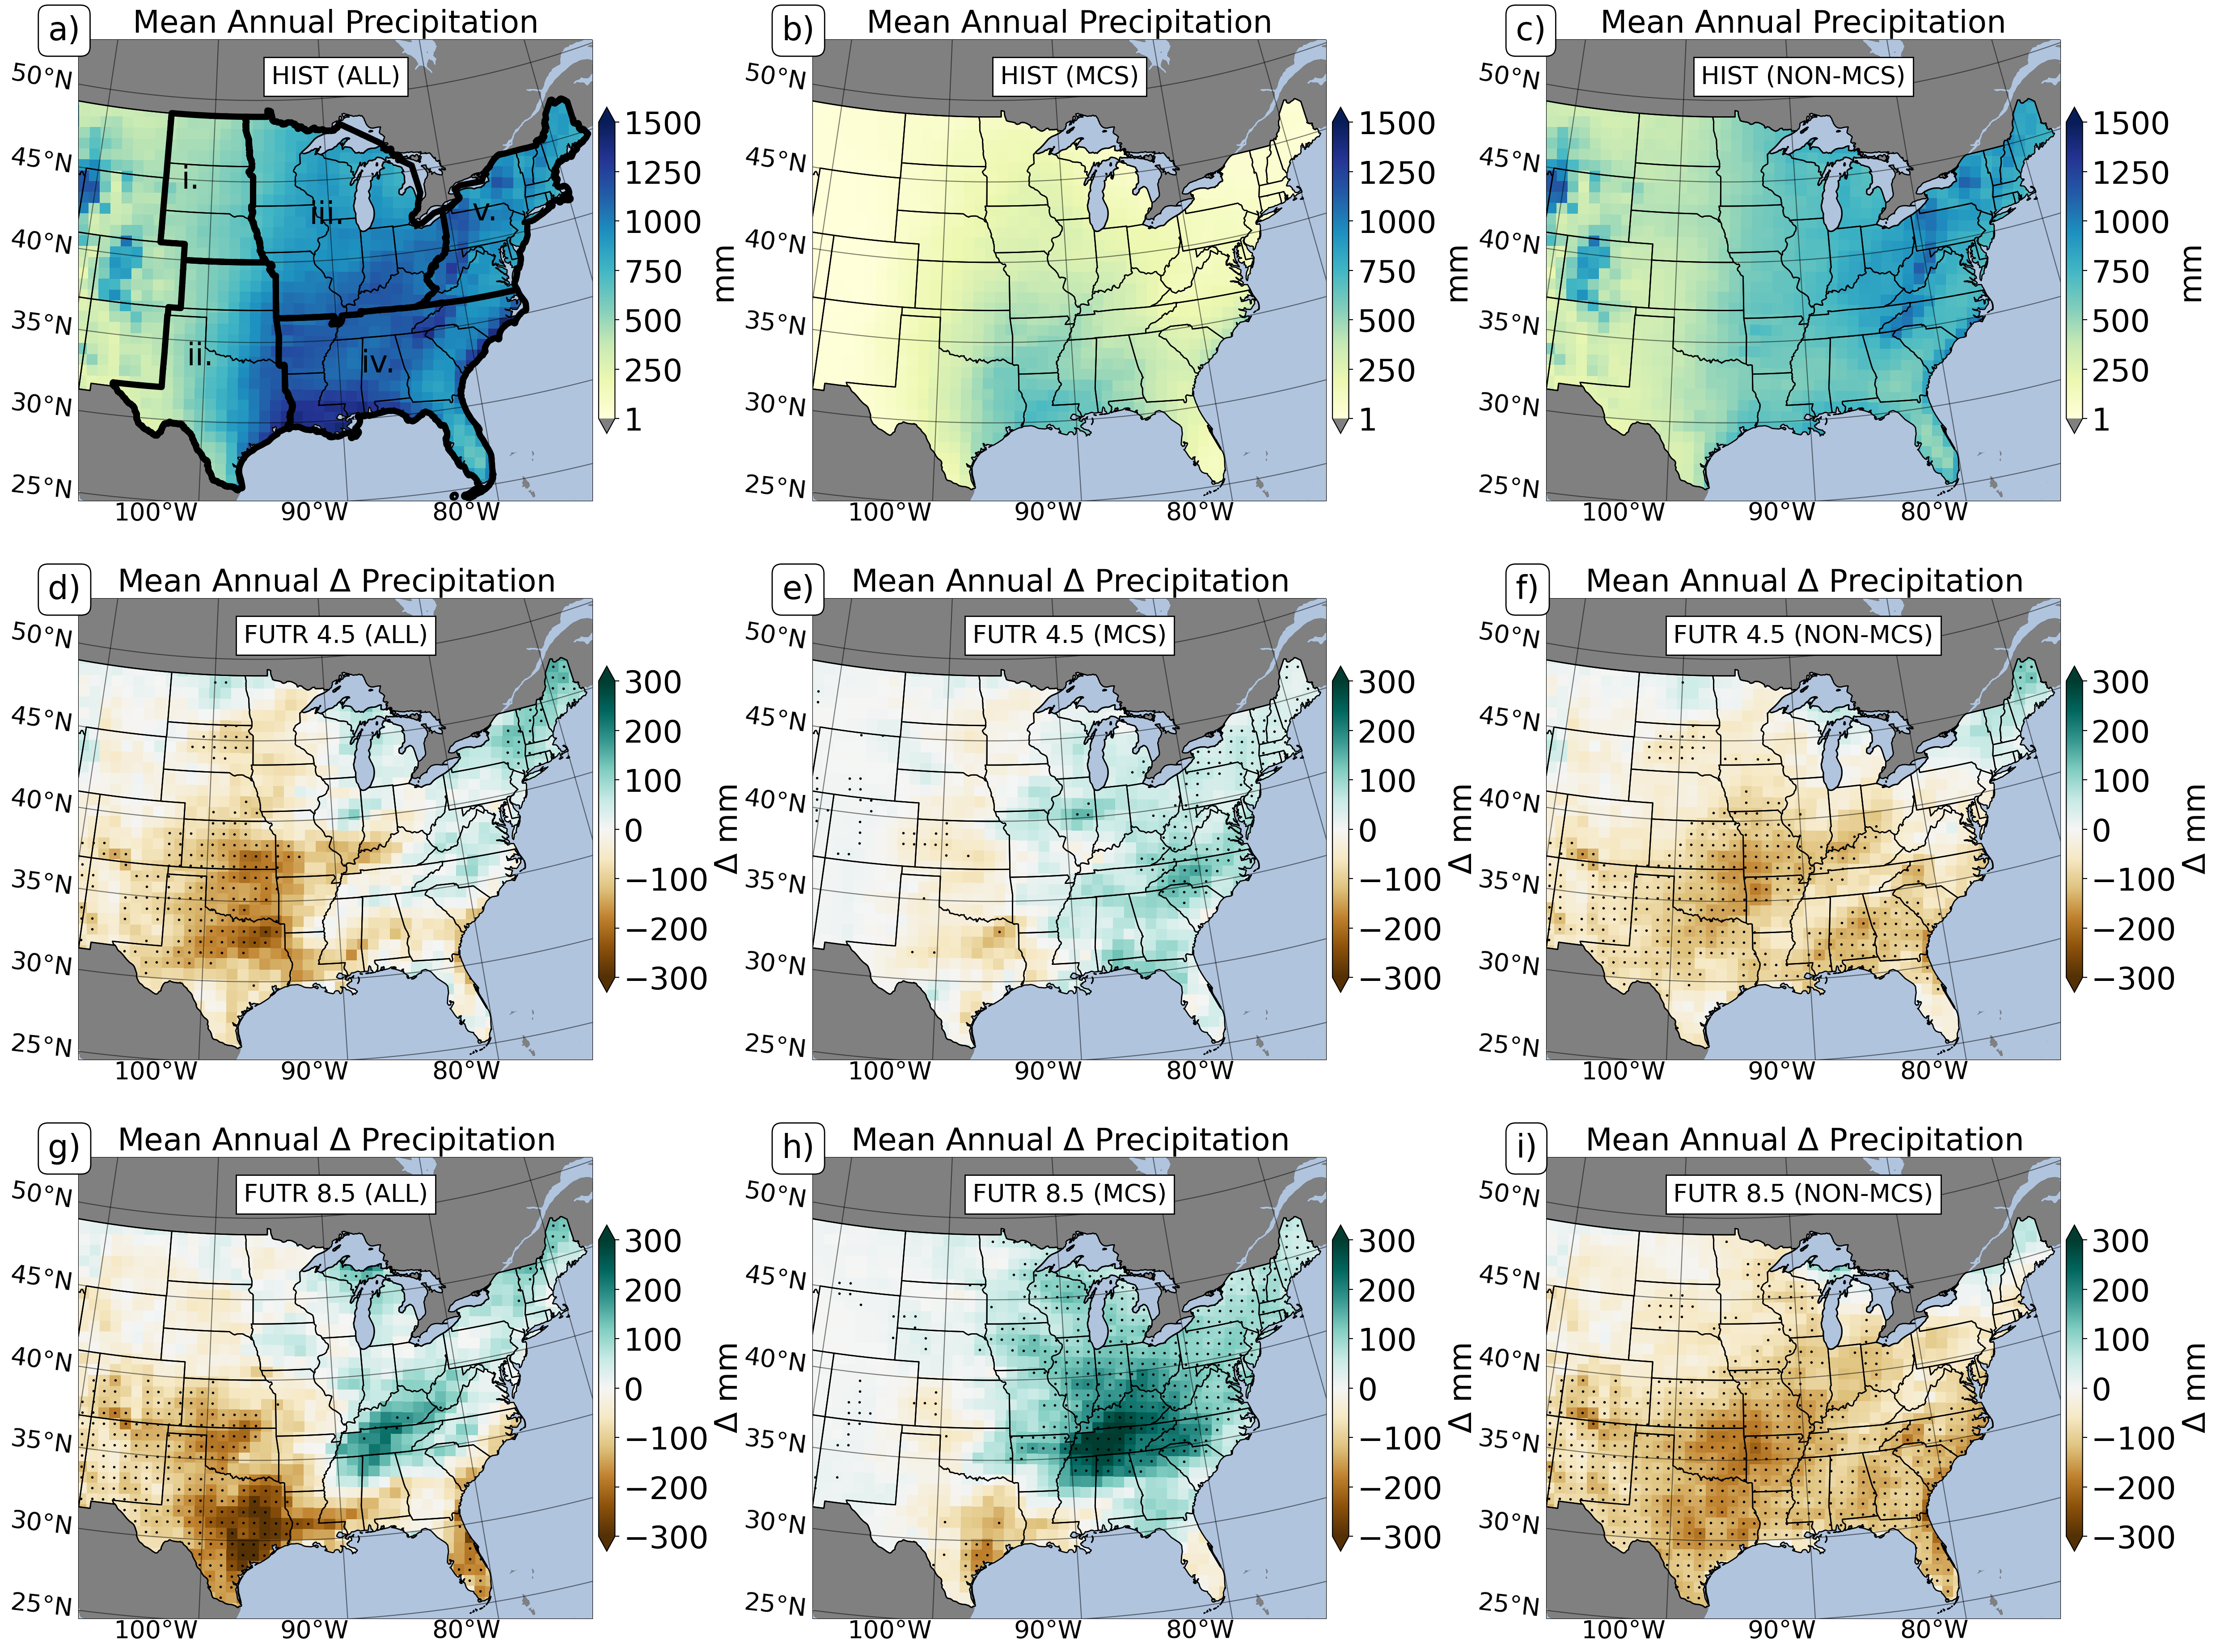 a) Mean Annual Precipitation
HIST (ALL)
50°N
45°N
40°N
35°N
30°N
25°N
100°W 90°W 80°W
i.
ii.
iii.
iv.
v.
1500
1250
1000
750
500
250
1
mm
b) Mean Annual Precipitation
HIST (MCS)
50°N
45°N
40°N
35°N
30°N
25°N
100°W 90°W 80°W
1500
1250
1000
750
500
250
1
mm
c) Mean Annual Precipitation
HIST (NON-MCS)
50°N
45°N
40°N
35°N
30°N
25°N
100°W 90°W 80°W
1500
1250
1000
750
500
250
1
mm
d) Mean Annual Δ Precipitation
FUTR 4.5 (ALL)
50°N
45°N
40°N
35°N
30°N
25°N
100°W 90°W 80°W
300
200
100
0
−100
−200
−300
Δ mm
e) Mean Annual Δ Precipitation
FUTR 4.5 (MCS)
50°N
45°N
40°N
35°N
30°N
25°N
100°W 90°W 80°W
300
200
100
0
−100
−200
−300
Δ mm
f) Mean Annual Δ Precipitation
FUTR 4.5 (NON-MCS)
50°N
45°N
40°N
35°N
30°N
25°N
100°W 90°W 80°W
300
200
100
0
−100
−200
−300
Δ mm
g) Mean Annual Δ Precipitation
FUTR 8.5 (ALL)
50°N
45°N
40°N
35°N
30°N
25°N
100°W 90°W 80°W
300
200
100
0
−100
−200
−300
Δ mm
h) Mean Annual Δ Precipitation
FUTR 8.5 (MCS)
50°N
45°N
40°N
35°N
30°N
25°N
100°W 90°W 80°W
300
200
100
0
−100
−200
−300
Δ mm
i) Mean Annual Δ Precipitation
FUTR 8.5 (NON-MCS)
50°N
45°N
40°N
35°N
30°N
25°N
100°W 90°W 80°W
300
200
100
0
−100
−200
−300
Δ mm